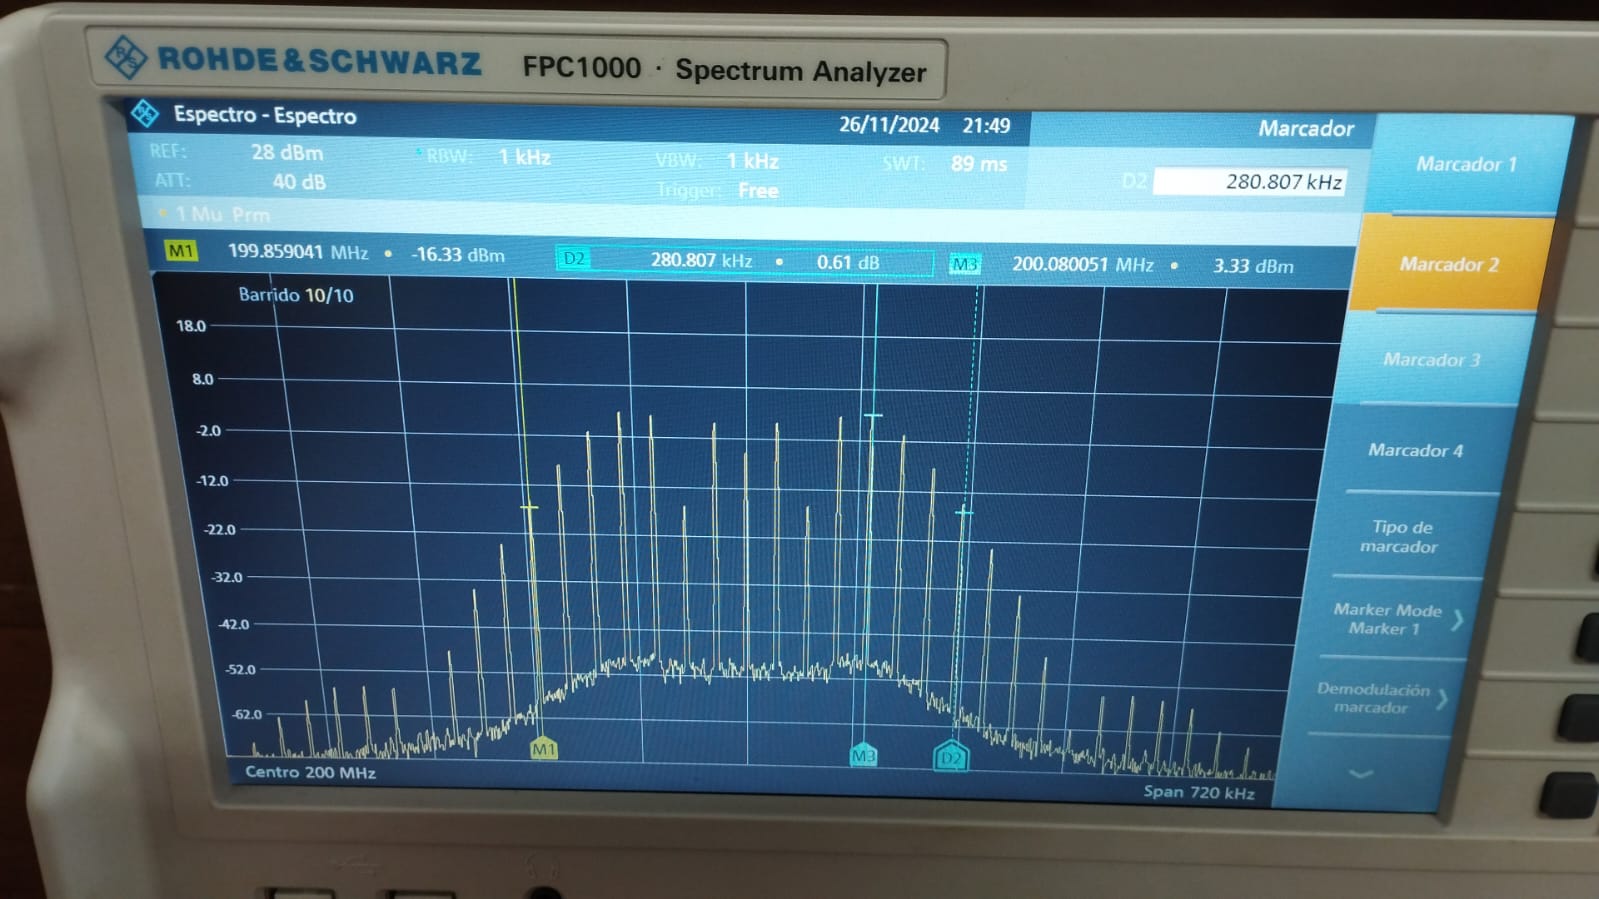 ROHDE&SCHWARZ FPC1000 · Spectrum Analyzer
Espectro - Espectro 26/11/2024 21:49 Marcador
REF: 28 dBm RBW: 1 kHz VBW: 1 kHz SWT: 89 ms
ATT: 40 dB Trigger: Free
D2 280.807 kHz
1 Mu Prm
M1 199.859041 MHz • -16.33 dBm D2 280.807 kHz • 0.61 dB M3 200.080051 MHz • 3.33 dBm
Barrido 10/10
18.0
8.0
-2.0
-12.0
-22.0
-32.0
-42.0
-52.0
-62.0
M1 M3 D2
Centro 200 MHz Span 720 kHz
Marcador 1
Marcador 2
Marcador 3
Marcador 4
Tipo de
marcador
Marker Mode
Marker 1
Demodulación
marcador